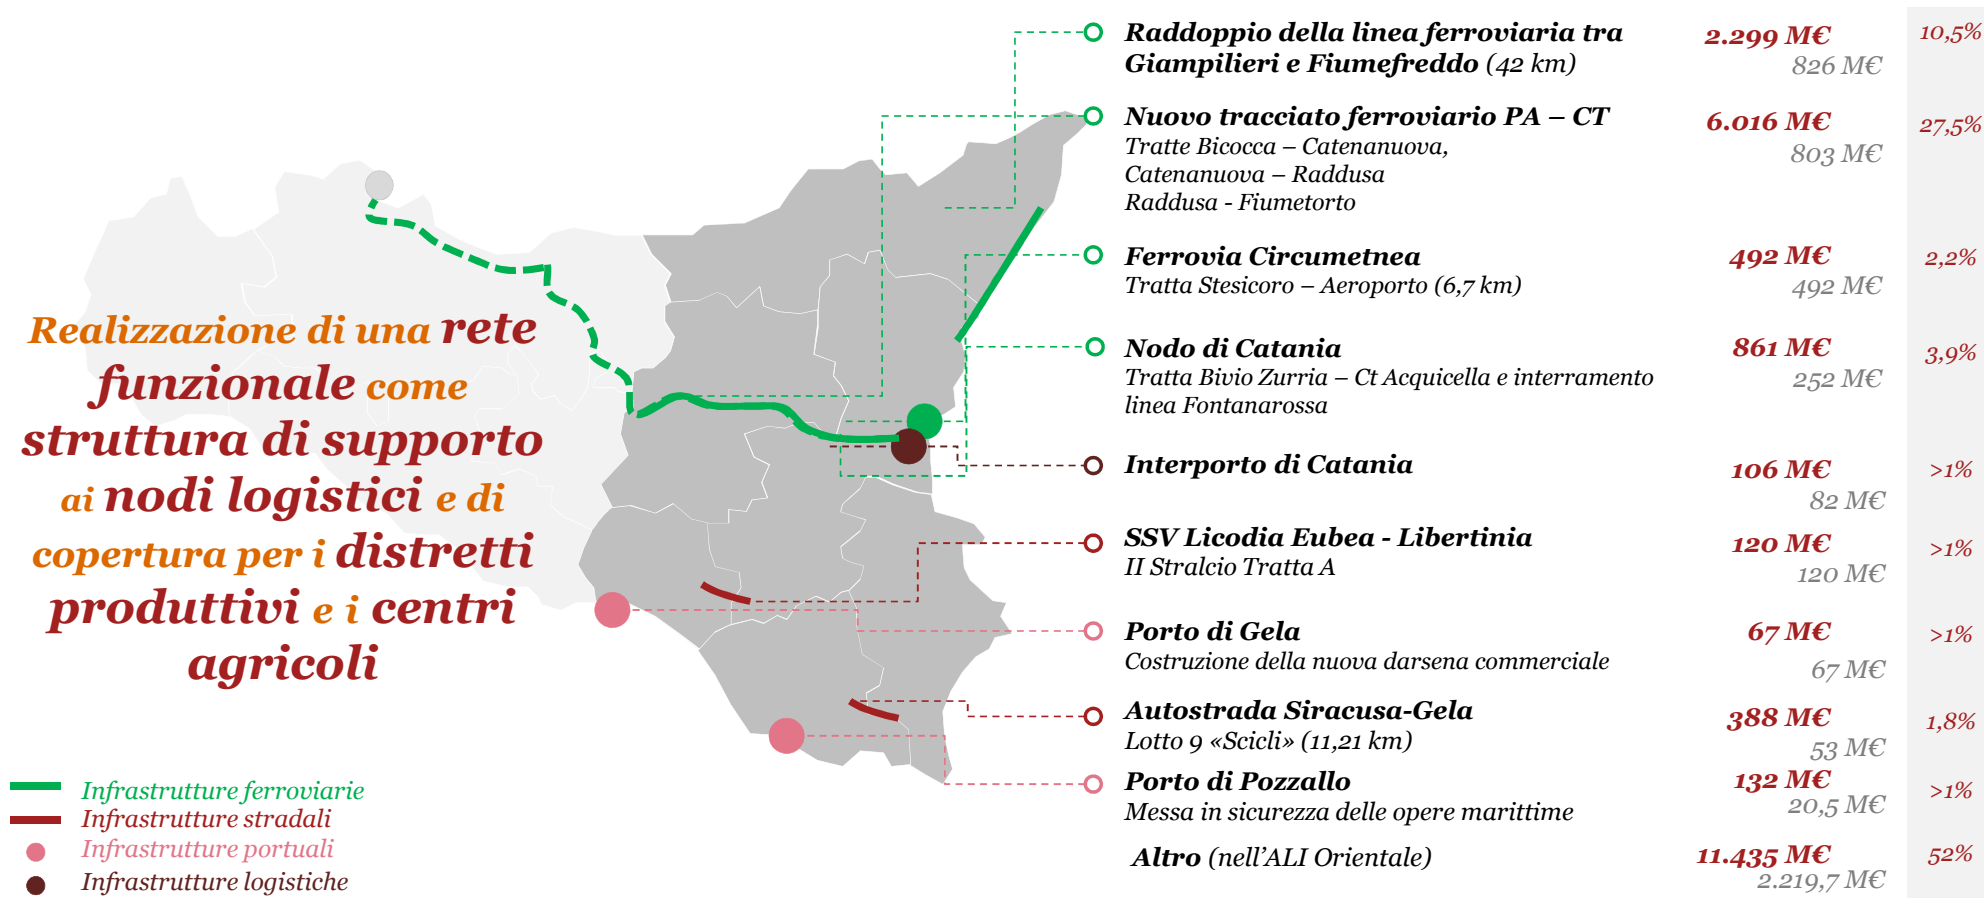 Realizzazione di una rete
funzionale come
struttura di supporto
ai nodi logistici e di
copertura per i distretti
produttivi e i centri
agricoli
Infrastrutture ferroviarie
Infrastrutture stradali
Infrastrutture portuali
Infrastrutture logistiche
Raddoppio della linea ferroviaria tra
Giampilieri e Fiumefreddo (42 km)
2.299 M€
826 M€
10,5%
Nuovo tracciato ferroviario PA – CT
Tratte Bicocca – Catenanuova,
Catenanuova – Raddusa
Raddusa - Fiumetorto
6.016 M€
803 M€
27,5%
Ferrovia Circumetnea
Tratta Stesicoro – Aeroporto (6,7 km)
492 M€
492 M€
2,2%
Nodo di Catania
Tratta Bivio Zurria – Ct Acquicella e interramento
linea Fontanarossa
861 M€
252 M€
3,9%
Interporto di Catania
106 M€
82 M€
>1%
SSV Licodia Eubea - Libertinia
II Stralcio Tratta A
120 M€
120 M€
>1%
Porto di Gela
Costruzione della nuova darsena commerciale
67 M€
67 M€
>1%
Autostrada Siracusa-Gela
Lotto 9 «Scicli» (11,21 km)
388 M€
53 M€
1,8%
Porto di Pozzallo
Messa in sicurezza delle opere marittime
132 M€
20,5 M€
>1%
Altro (nell'ALI Orientale)
11.435 M€
2.219,7 M€
52%